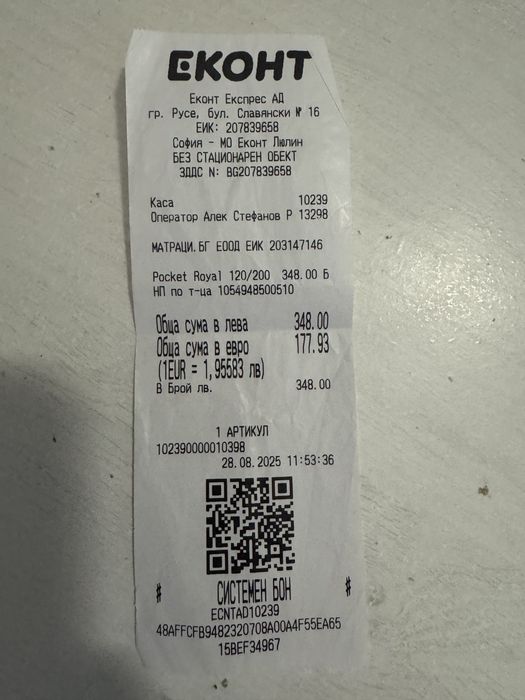 ЕКОНТ
Еконт Експрес АД
гр. Русе, бул. Славянски № 16
ЕИК: 207839658
София - МО Еконт Люлин
БЕЗ СТАЦИОНАРЕН ОБЕКТ
ЗДДС N: BG207839658
Каса 10239
Оператор Алек Стефанов Р 13298
МАТРАЦИ.БГ ЕООД ЕИК 203147146
Pocket Royal 120/200 348.00 Б
НП по т-ца 1054948500510
Обща сума в лева 348.00
Обща сума в евро 177.93
(1EUR = 1,95583 лв)
В Брой лв. 348.00
1 АРТИКУЛ
102390000010398
28.08.2025 11:53:36
# СИСТЕМЕН БОН #
ECNTAD10239
48AFFCFB9482320708A00A4F55EA65
15BEF34967